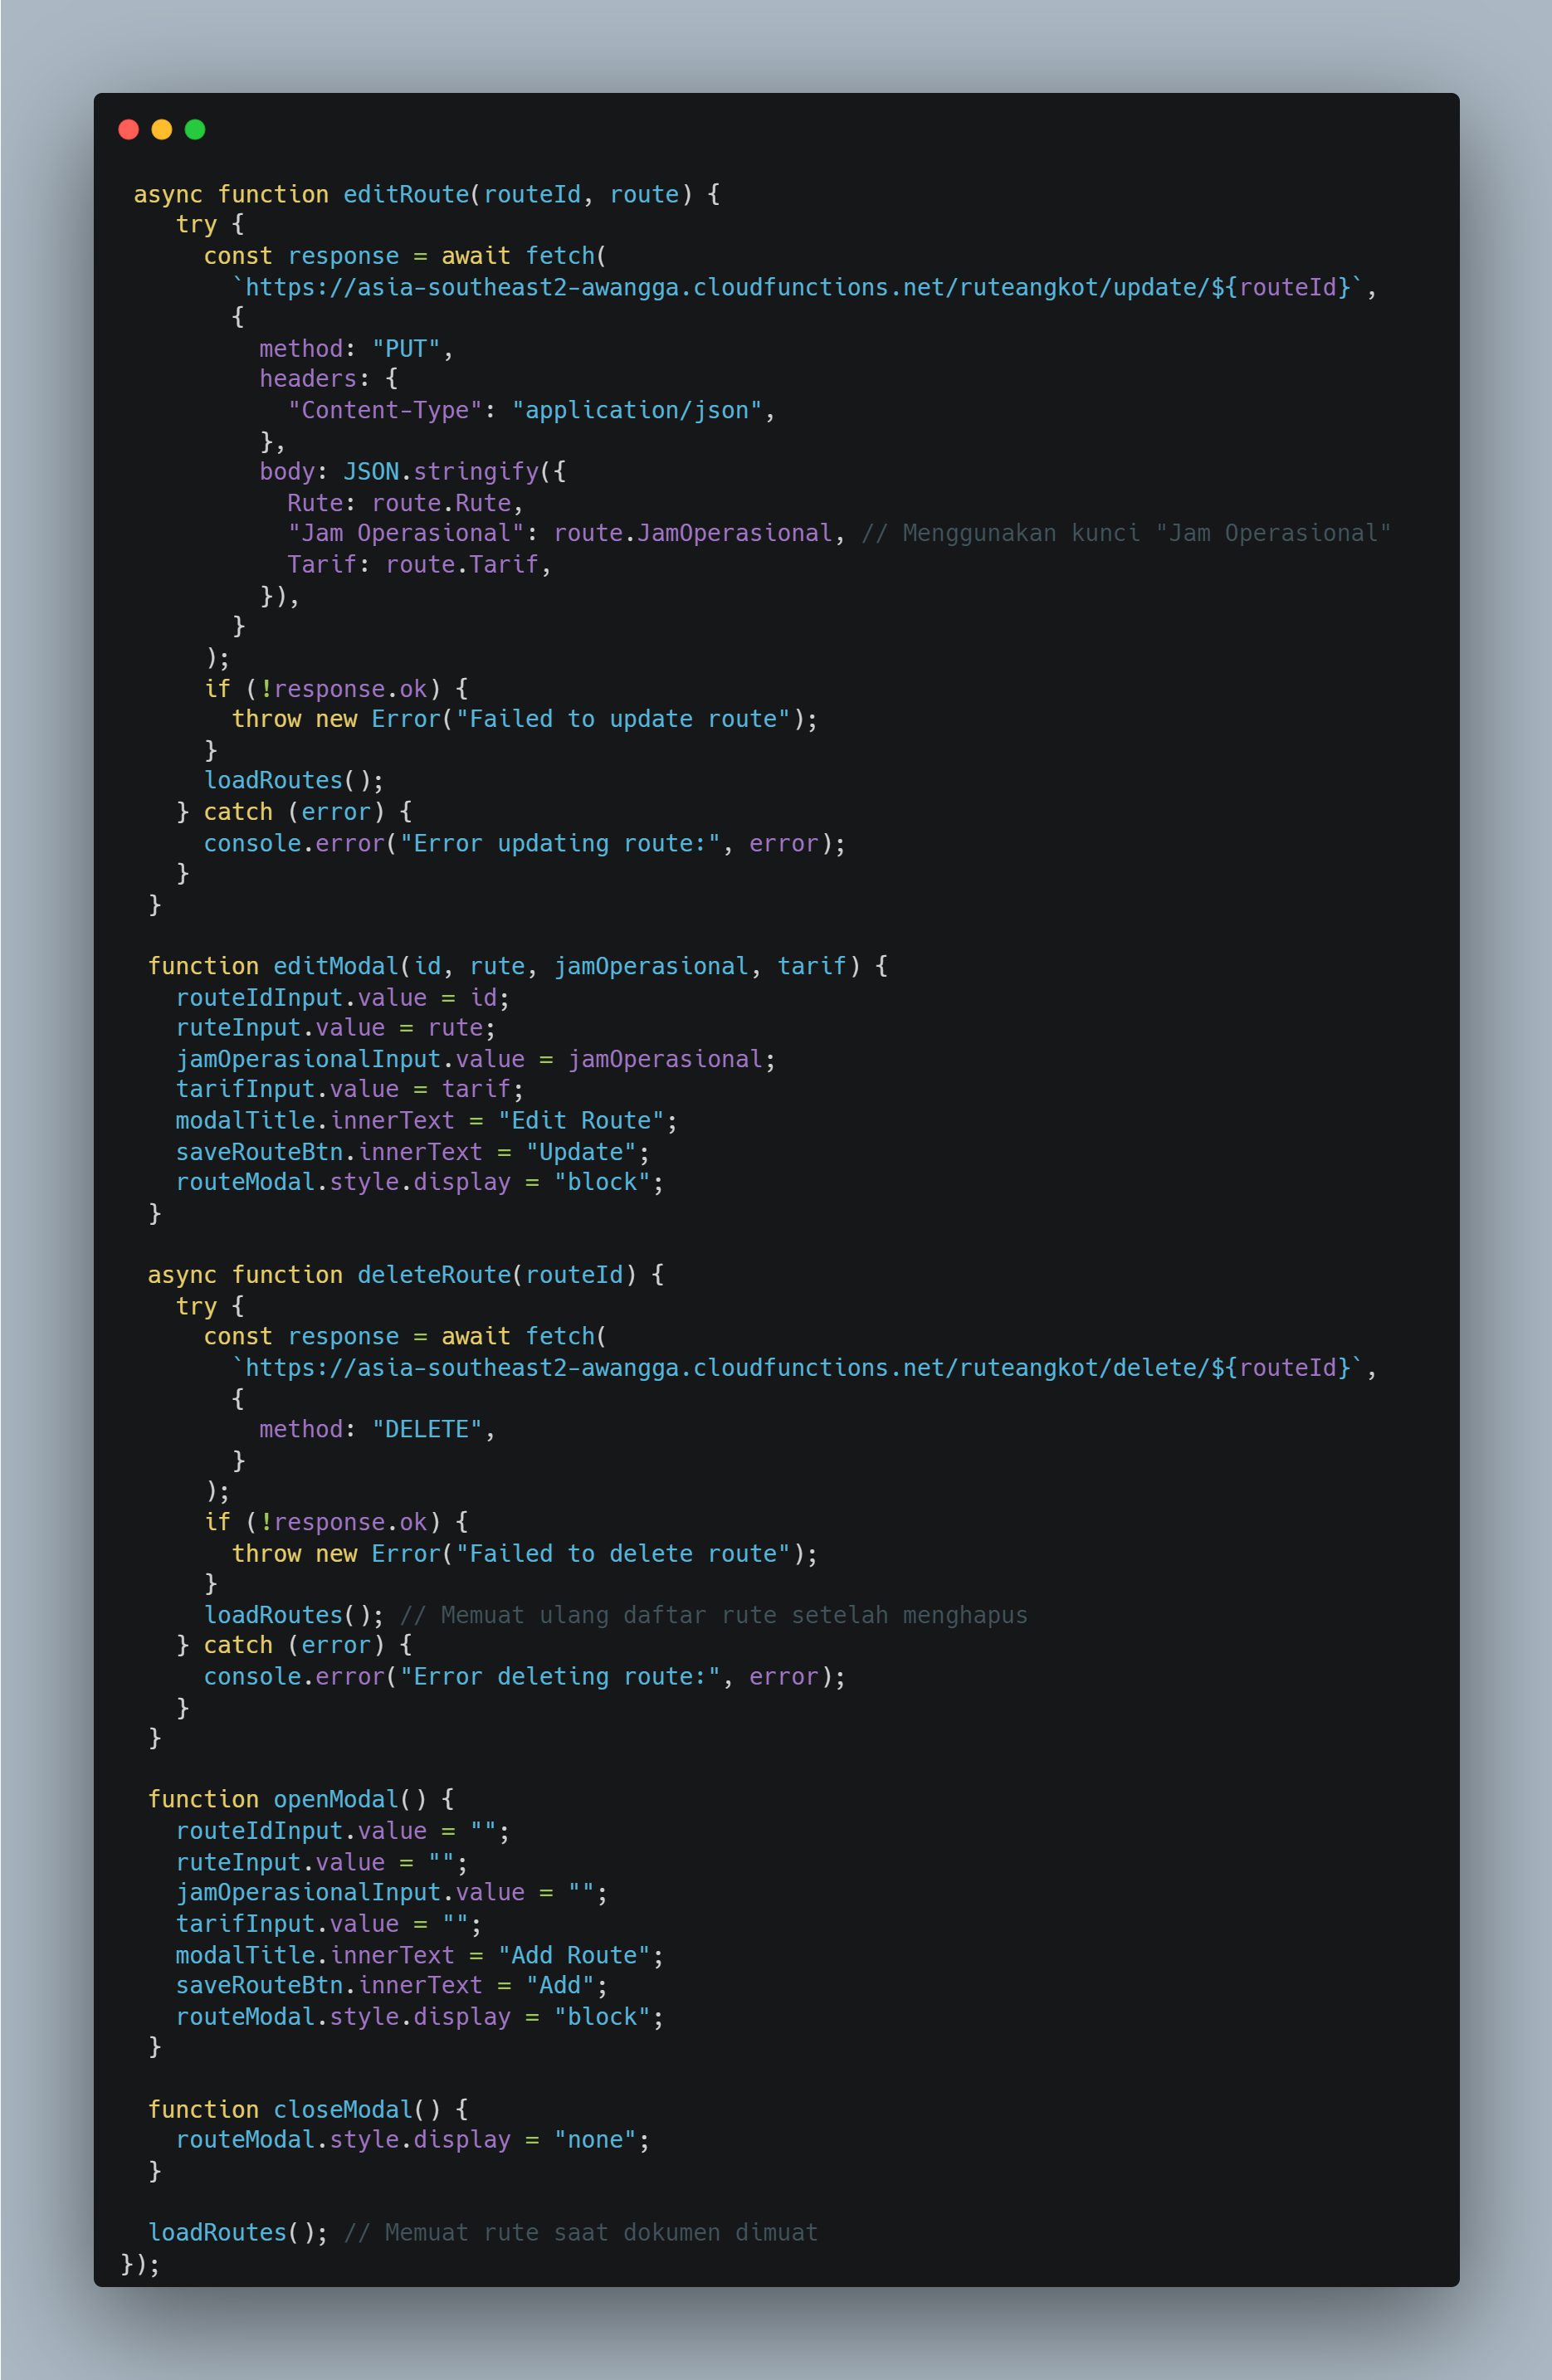 async function editRoute(routeId, route) {
try {
const response = await fetch(
`https://asia-southeast2-awangga.cloudfunctions.net/ruteangkot/update/${routeId}`,
{
method: "PUT",
headers: {
"Content-Type": "application/json",
},
body: JSON.stringify({
Rute: route.Rute,
"Jam Operasional": route.JamOperasional, // Menggunakan kunci "Jam Operasional"
Tarif: route.Tarif,
}),
}
);
if (!response.ok) {
throw new Error("Failed to update route");
}
loadRoutes();
} catch (error) {
console.error("Error updating route:", error);
}
}
function editModal(id, rute, jamOperasional, tarif) {
routeIdInput.value = id;
ruteInput.value = rute;
jamOperasionalInput.value = jamOperasional;
tarifInput.value = tarif;
modalTitle.innerText = "Edit Route";
saveRouteBtn.innerText = "Update";
routeModal.style.display = "block";
}
async function deleteRoute(routeId) {
try {
const response = await fetch(
`https://asia-southeast2-awangga.cloudfunctions.net/ruteangkot/delete/${routeId}`,
{
method: "DELETE",
}
);
if (!response.ok) {
throw new Error("Failed to delete route");
}
loadRoutes(); // Memuat ulang daftar rute setelah menghapus
} catch (error) {
console.error("Error deleting route:", error);
}
}
function openModal() {
routeIdInput.value = "";
ruteInput.value = "";
jamOperasionalInput.value = "";
tarifInput.value = "";
modalTitle.innerText = "Add Route";
saveRouteBtn.innerText = "Add";
routeModal.style.display = "block";
}
function closeModal() {
routeModal.style.display = "none";
}
loadRoutes(); // Memuat rute saat dokumen dimuat
});